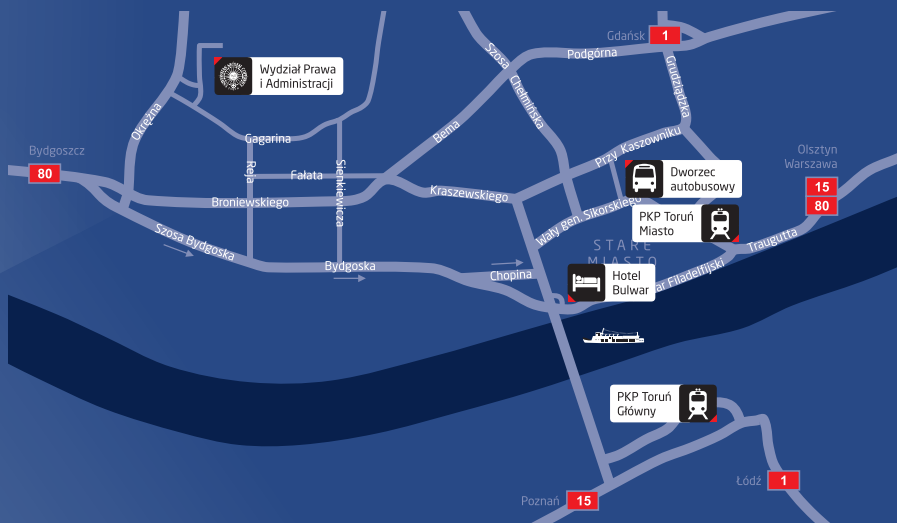 Gdańsk
1
Szosa
Chełmińska
Podgórna
Grudziądzka
Wydział Prawa
i Administracji
Okrężna
Bema
Gagarina
Przy Kaszowniku
Bydgoszcz
80
Reja
Fałata
Sienkiewicza
Olsztyn
Warszawa
15
80
Dworzec
autobusowy
Kraszewskiego
Broniewskiego
Wały gen. Sikorskiego
PKP Toruń
Miasto
Szosa Bydgoska
STARE
MIASTO
Traugutta
Bydgoska
Chopina
Hotel
Bulwar
ar Filadelfijski
PKP Toruń
Główny
Łódź
1
Poznań
15